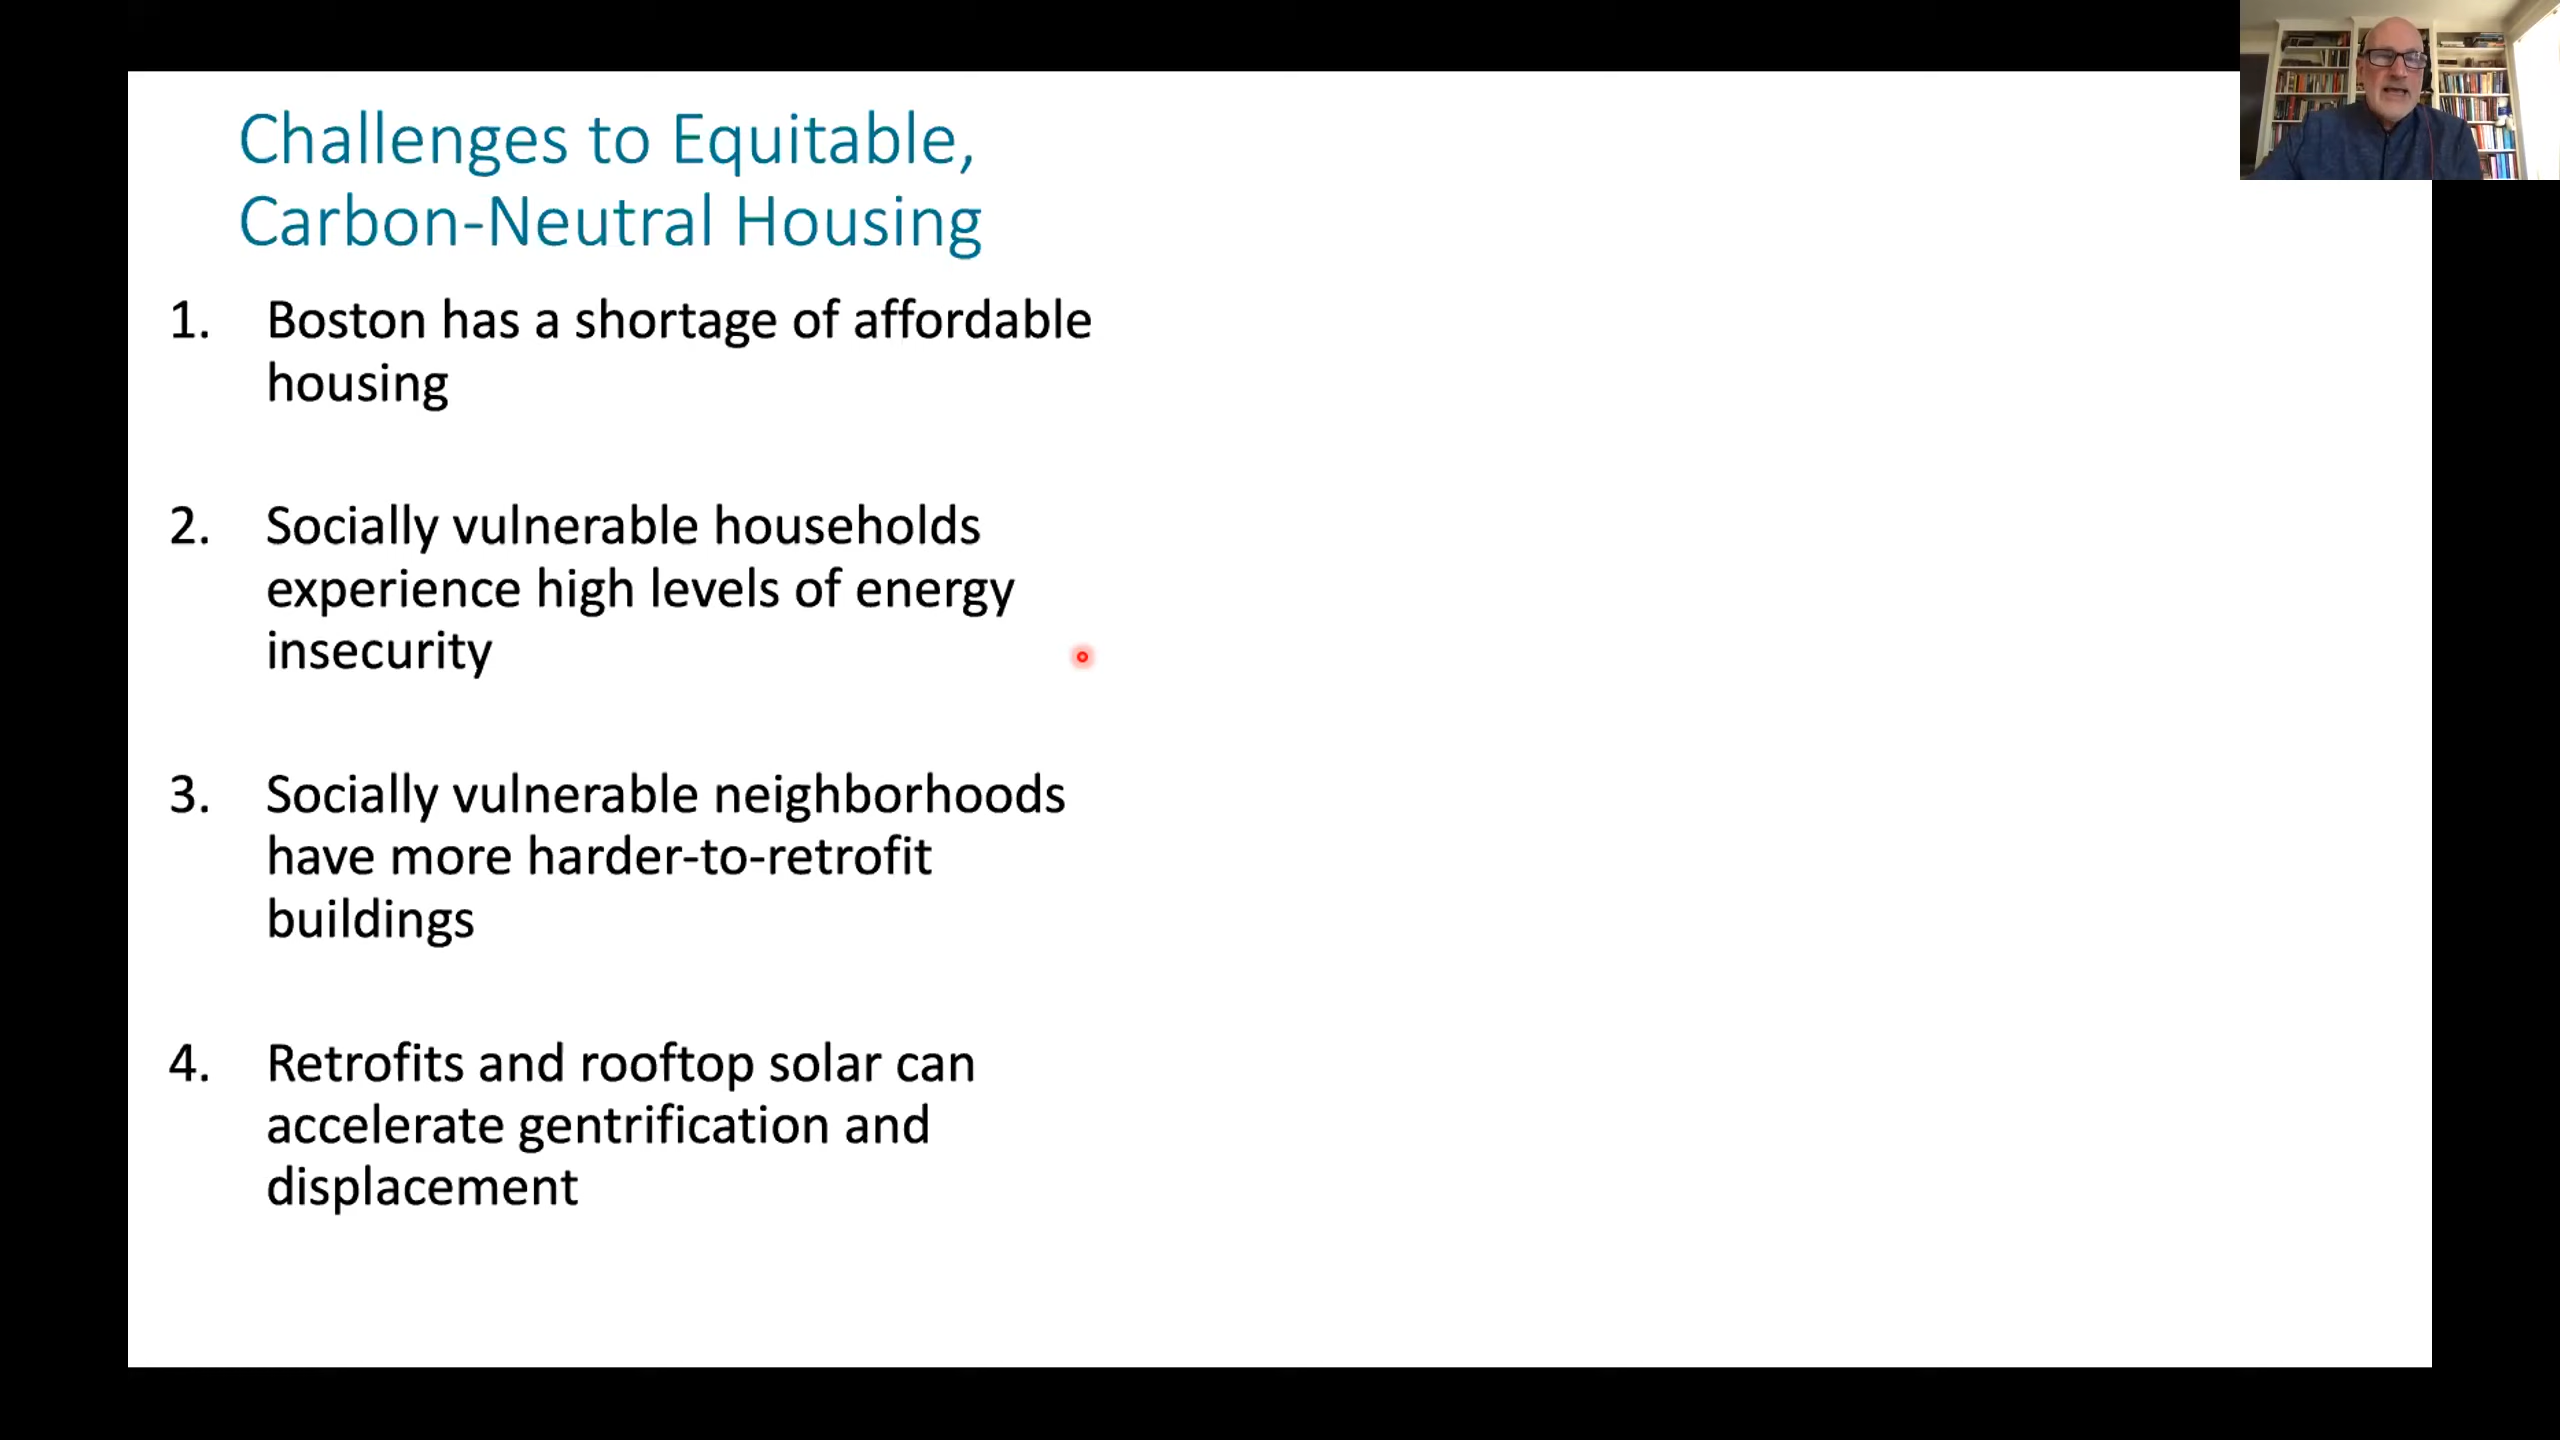 Challenges to Equitable,
Carbon-Neutral Housing
1. Boston has a shortage of affordable
housing
2. Socially vulnerable households
experience high levels of energy
insecurity
3. Socially vulnerable neighborhoods
have more harder-to-retrofit
buildings
4. Retrofits and rooftop solar can
accelerate gentrification and
displacement